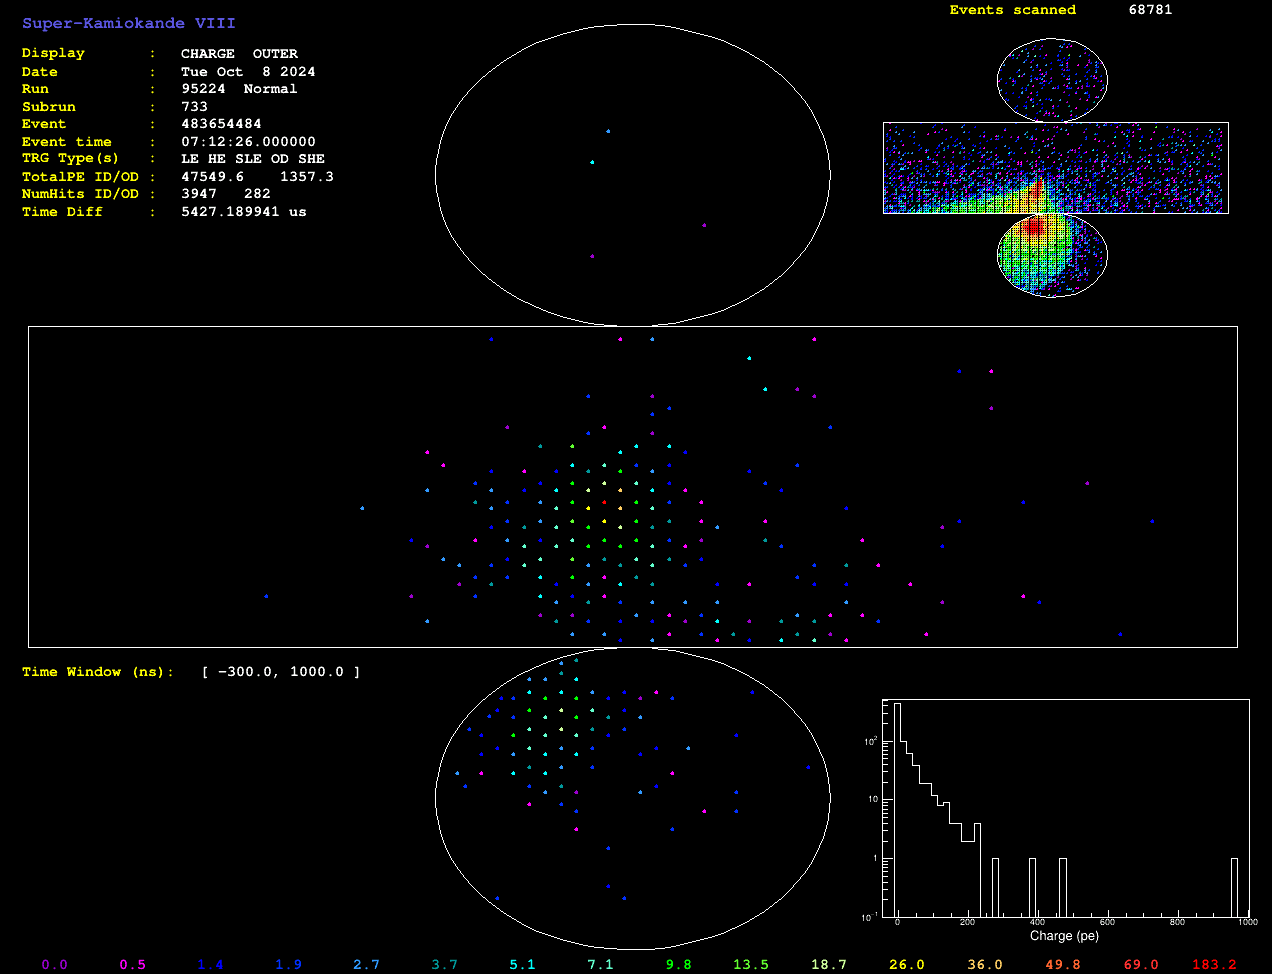 Super-Kamiokande VIII
Events scanned 68781
Display : CHARGE OUTER
Date : Tue Oct 8 2024
Run : 95224 Normal
Subrun : 733
Event : 483654484
Event time : 07:12:26.000000
TRG Type(s) : LE HE SLE OD SHE
TotalPE ID/OD : 47549.6 1357.3
NumHits ID/OD : 3947 282
Time Diff : 5427.189941 us
Time Window (ns): [ -300.0, 1000.0 ]
10²
10
1
10⁻¹
0 200 400 600 800 1000
Charge (pe)
0.0 0.5 1.4 1.9 2.7 3.7 5.1 7.1 9.8 13.5 18.7 26.0 36.0 49.8 69.0 183.2